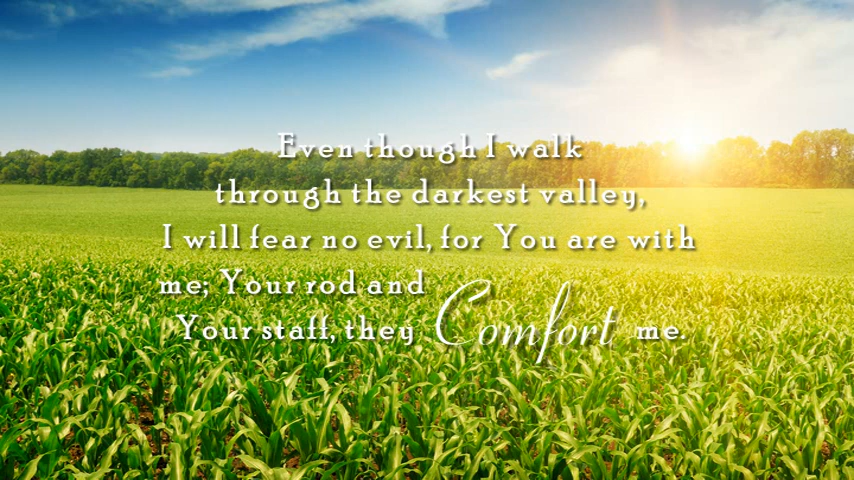 Even though I walk
through the darkest valley,
I will fear no evil, for You are with
me; Your rod and
Your staff, they Comfort me.